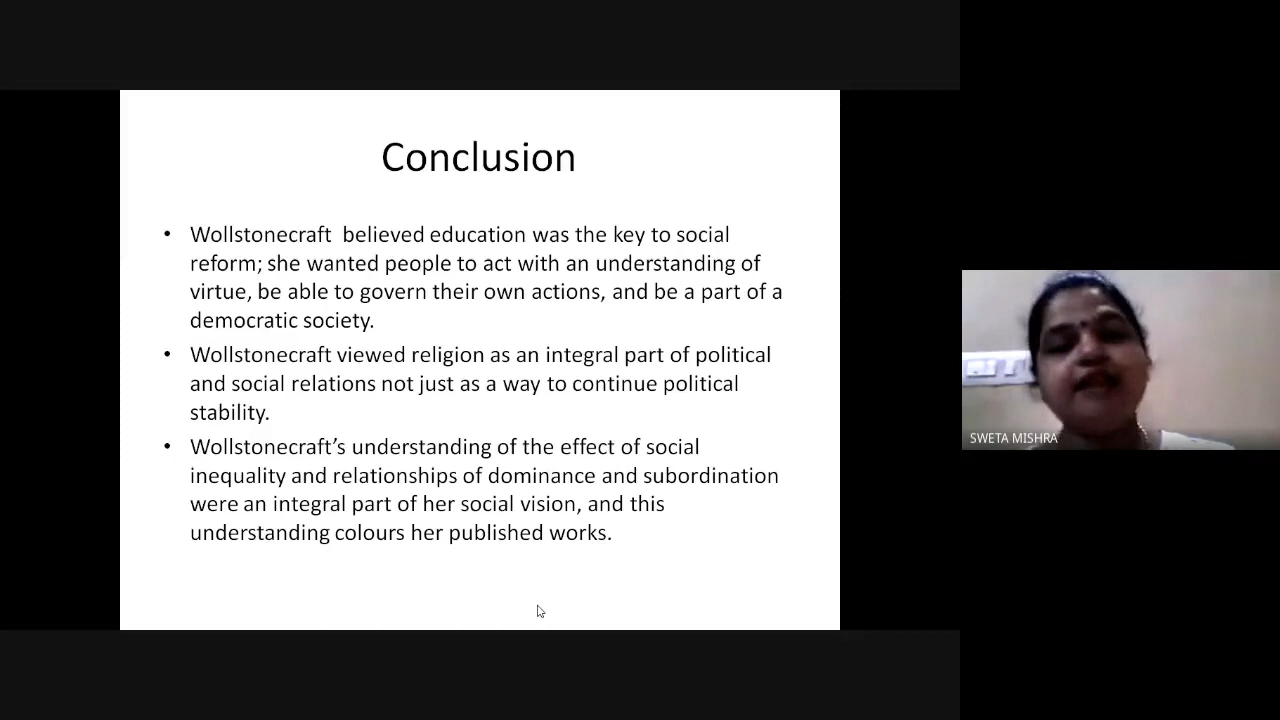 Conclusion
• Wollstonecraft believed education was the key to social
reform; she wanted people to act with an understanding of
virtue, be able to govern their own actions, and be a part of a
democratic society.
• Wollstonecraft viewed religion as an integral part of political
and social relations not just as a way to continue political
stability.
• Wollstonecraft’s understanding of the effect of social
inequality and relationships of dominance and subordination
were an integral part of her social vision, and this
understanding colours her published works.
SWETA MISHRA